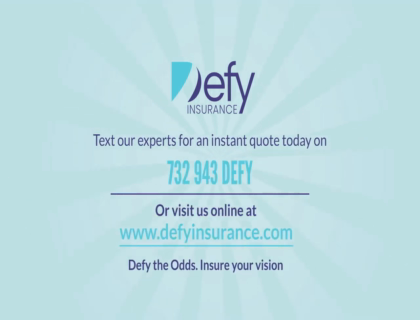 Defy
INSURANCE
Text our experts for an instant quote today on
732 943 DEFY
Or visit us online at
www.defyinsurance.com
Defy the Odds. Insure your vision